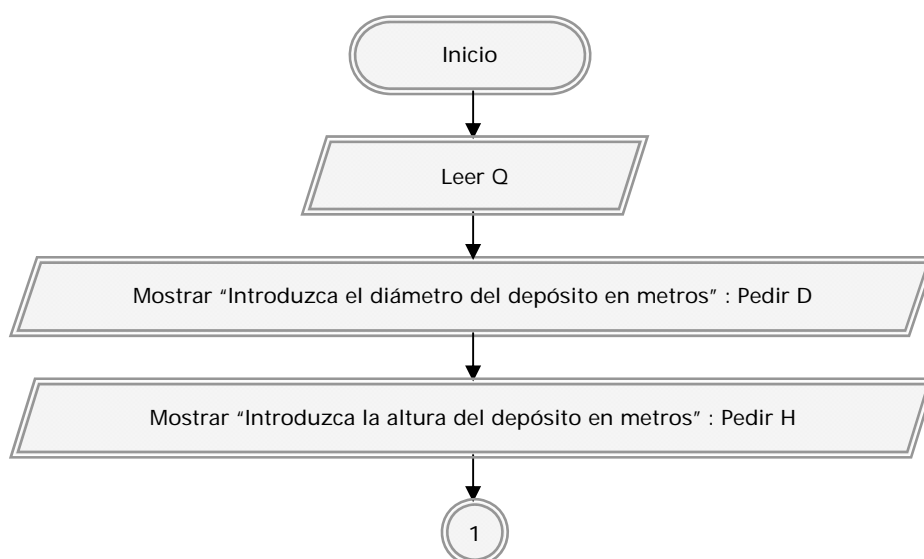 Inicio
Leer Q
Mostrar "Introduzca el diámetro del depósito en metros" : Pedir D
Mostrar "Introduzca la altura del depósito en metros" : Pedir H
1